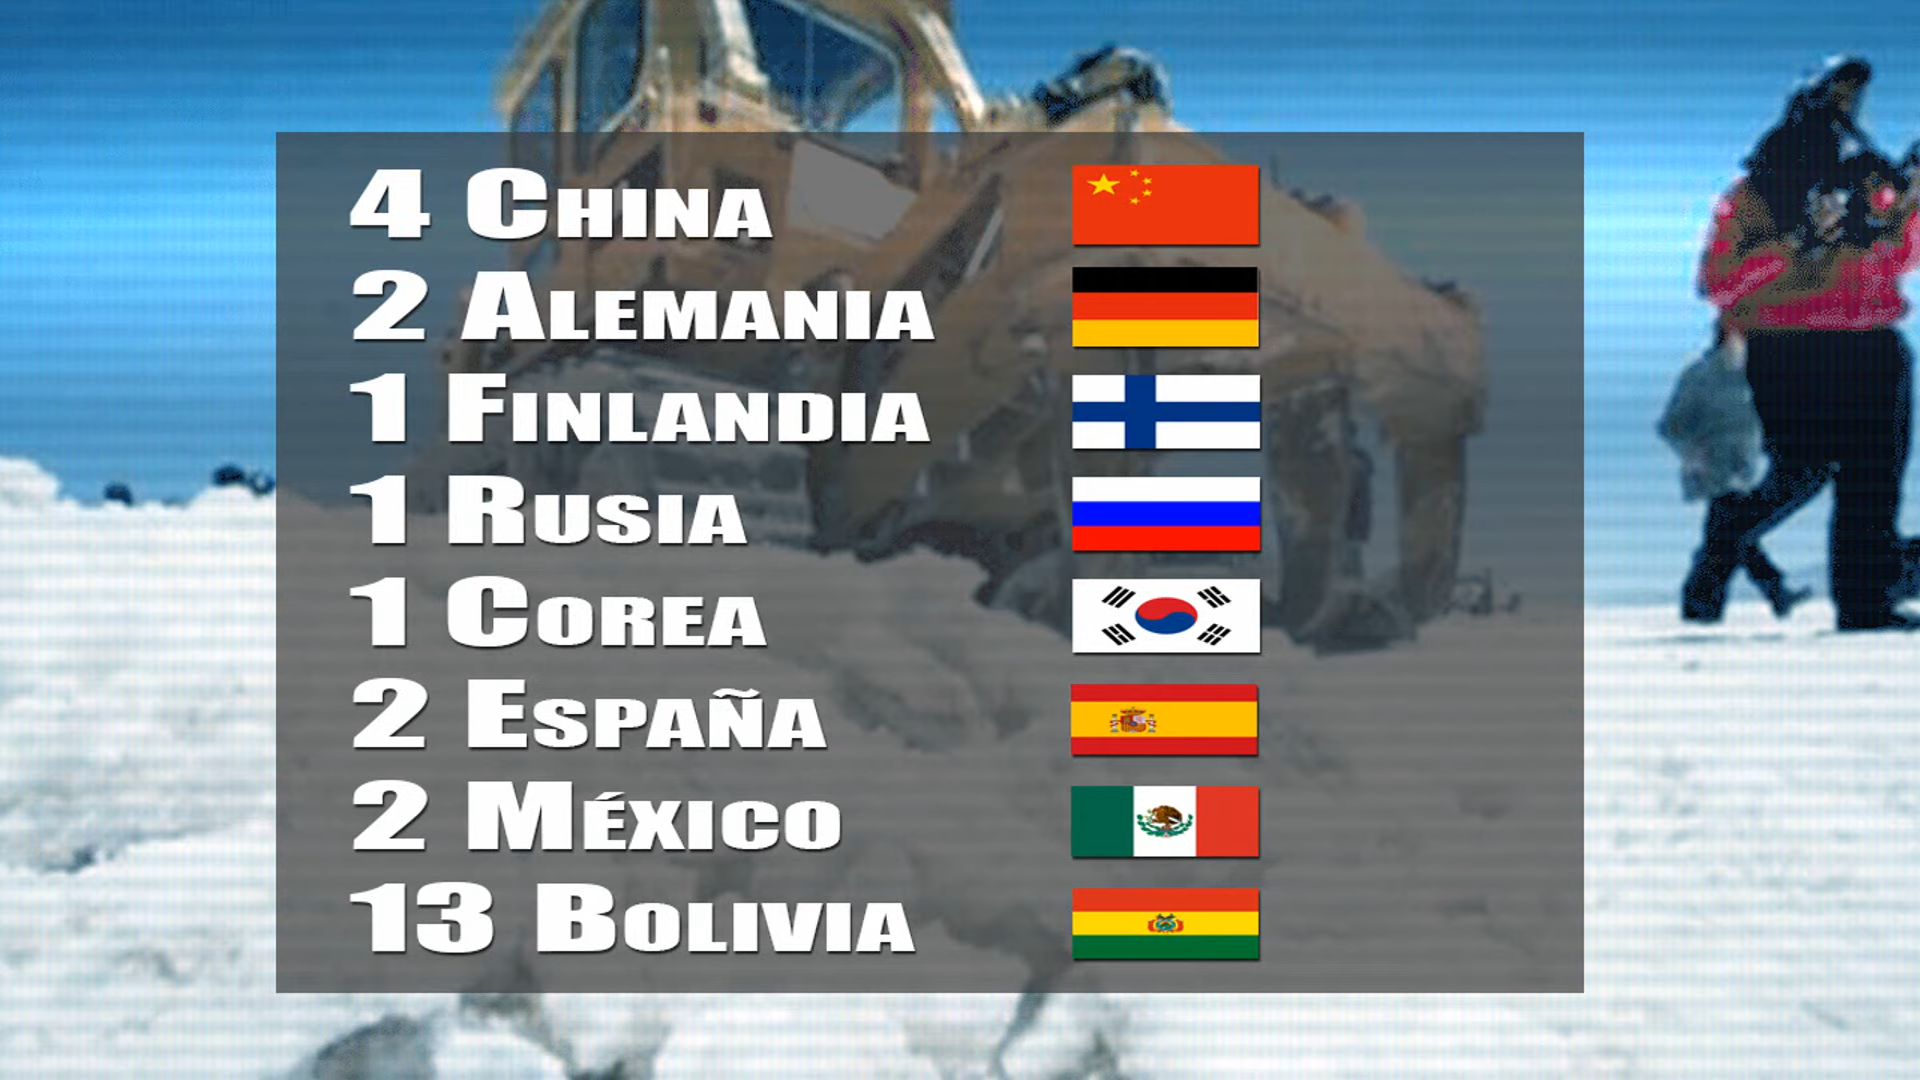 4 China
2 Alemania
1 Finlandia
1 Rusia
1 Corea
2 España
2 México
13 Bolivia